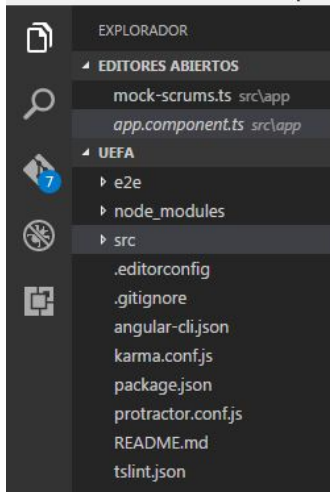 EXPLORADOR
EDITORES ABIERTOS
mock-scrums.ts src\app
app.component.ts src\app
UEFA
7
e2e
node_modules
src
.editorconfig
.gitignore
angular-cli.json
karma.conf.js
package.json
protractor.conf.js
README.md
tslint.json